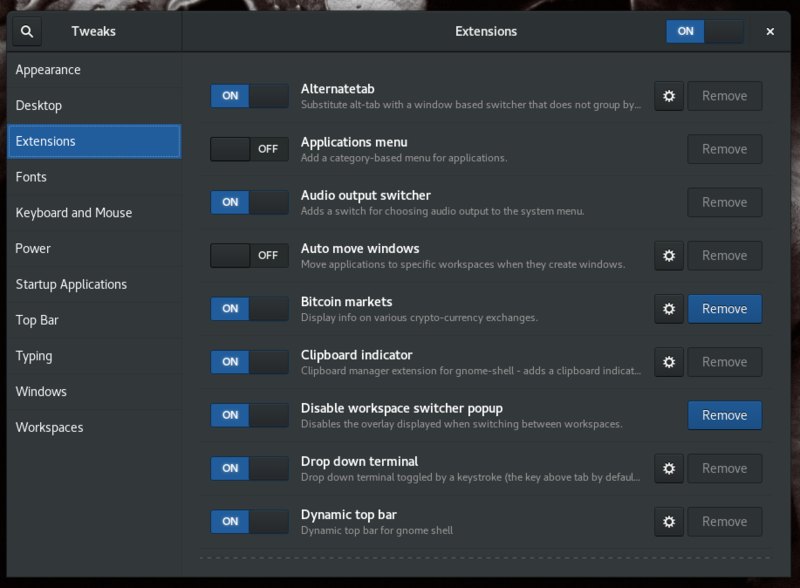 Tweaks
Extensions
ON
Appearance
Desktop
Extensions
Fonts
Keyboard and Mouse
Power
Startup Applications
Top Bar
Typing
Windows
Workspaces
ON
Alternatetab
Substitute alt-tab with a window based switcher that does not group by...
Remove
Applications menu
OFF
Add a category-based menu for applications.
Remove
ON
Audio output switcher
Adds a switch for choosing audio output to the system menu.
Remove
Auto move windows
OFF
Move applications to specific workspaces when they create windows.
Remove
ON
Bitcoin markets
Display info on various crypto-currency exchanges.
Remove
ON
Clipboard indicator
Clipboard manager extension for gnome-shell - adds a clipboard indicat...
Remove
ON
Disable workspace switcher popup
Disables the overlay displayed when switching between workspaces.
Remove
ON
Drop down terminal
Drop down terminal toggled by a keystroke (the key above tab by defaul...
Remove
ON
Dynamic top bar
Dynamic top bar for gnome shell
Remove